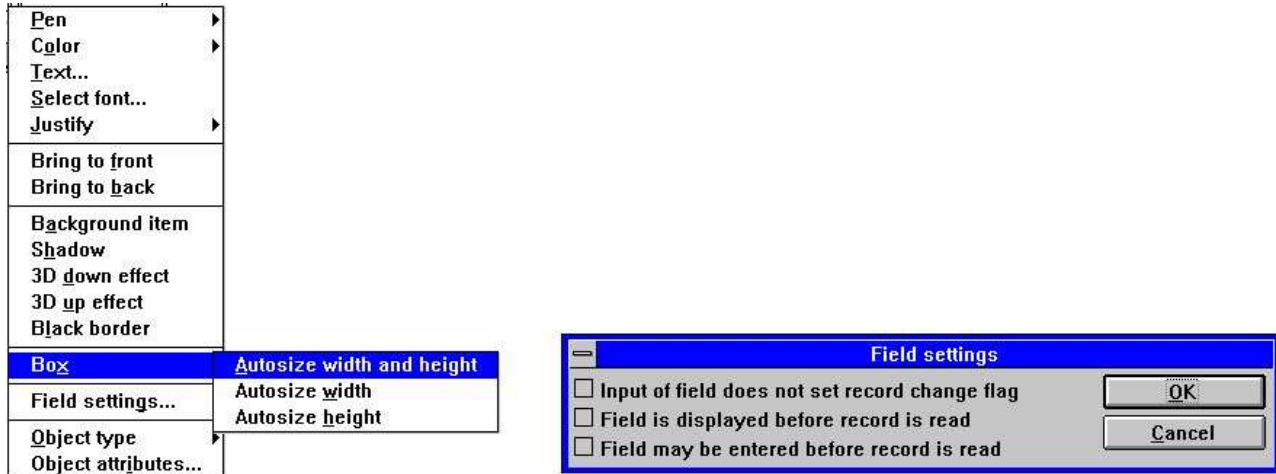 Pen
Color
Text...
Select font...
Justify
Bring to front
Bring to back
Background item
Shadow
3D down effect
3D up effect
Black border
Box
Field settings...
Object type
Object attributes...
Autosize width and height
Autosize width
Autosize height
Field settings
Input of field does not set record change flag
Field is displayed before record is read
Field may be entered before record is read
OK
Cancel